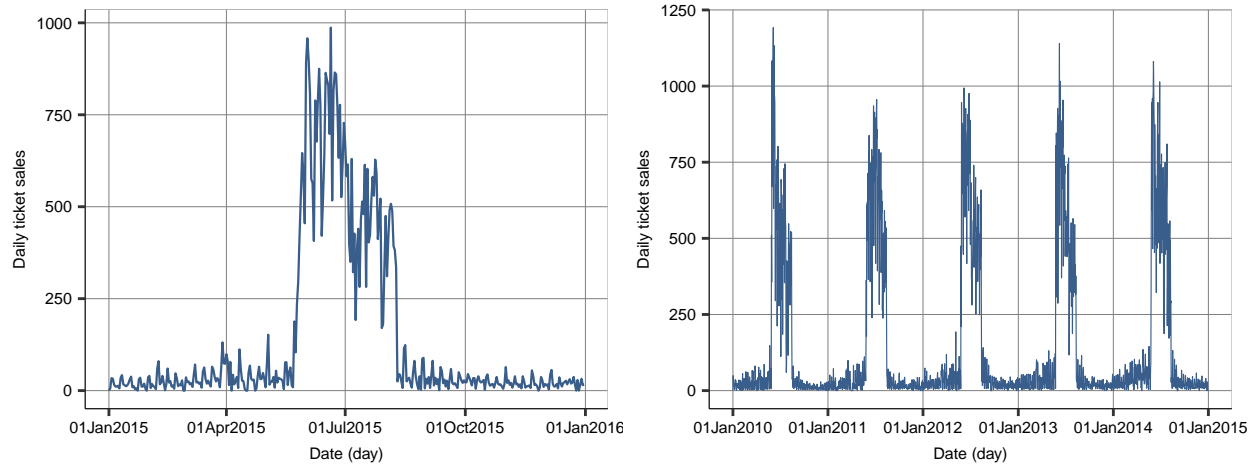 1000
750
500
250
0
Daily ticket sales
01Jan2015
01Apr2015
01Jul2015
01Oct2015
01Jan2016
Date (day)
1250
1000
750
500
250
0
Daily ticket sales
01Jan2010
01Jan2011
01Jan2012
01Jan2013
01Jan2014
01Jan2015
Date (day)